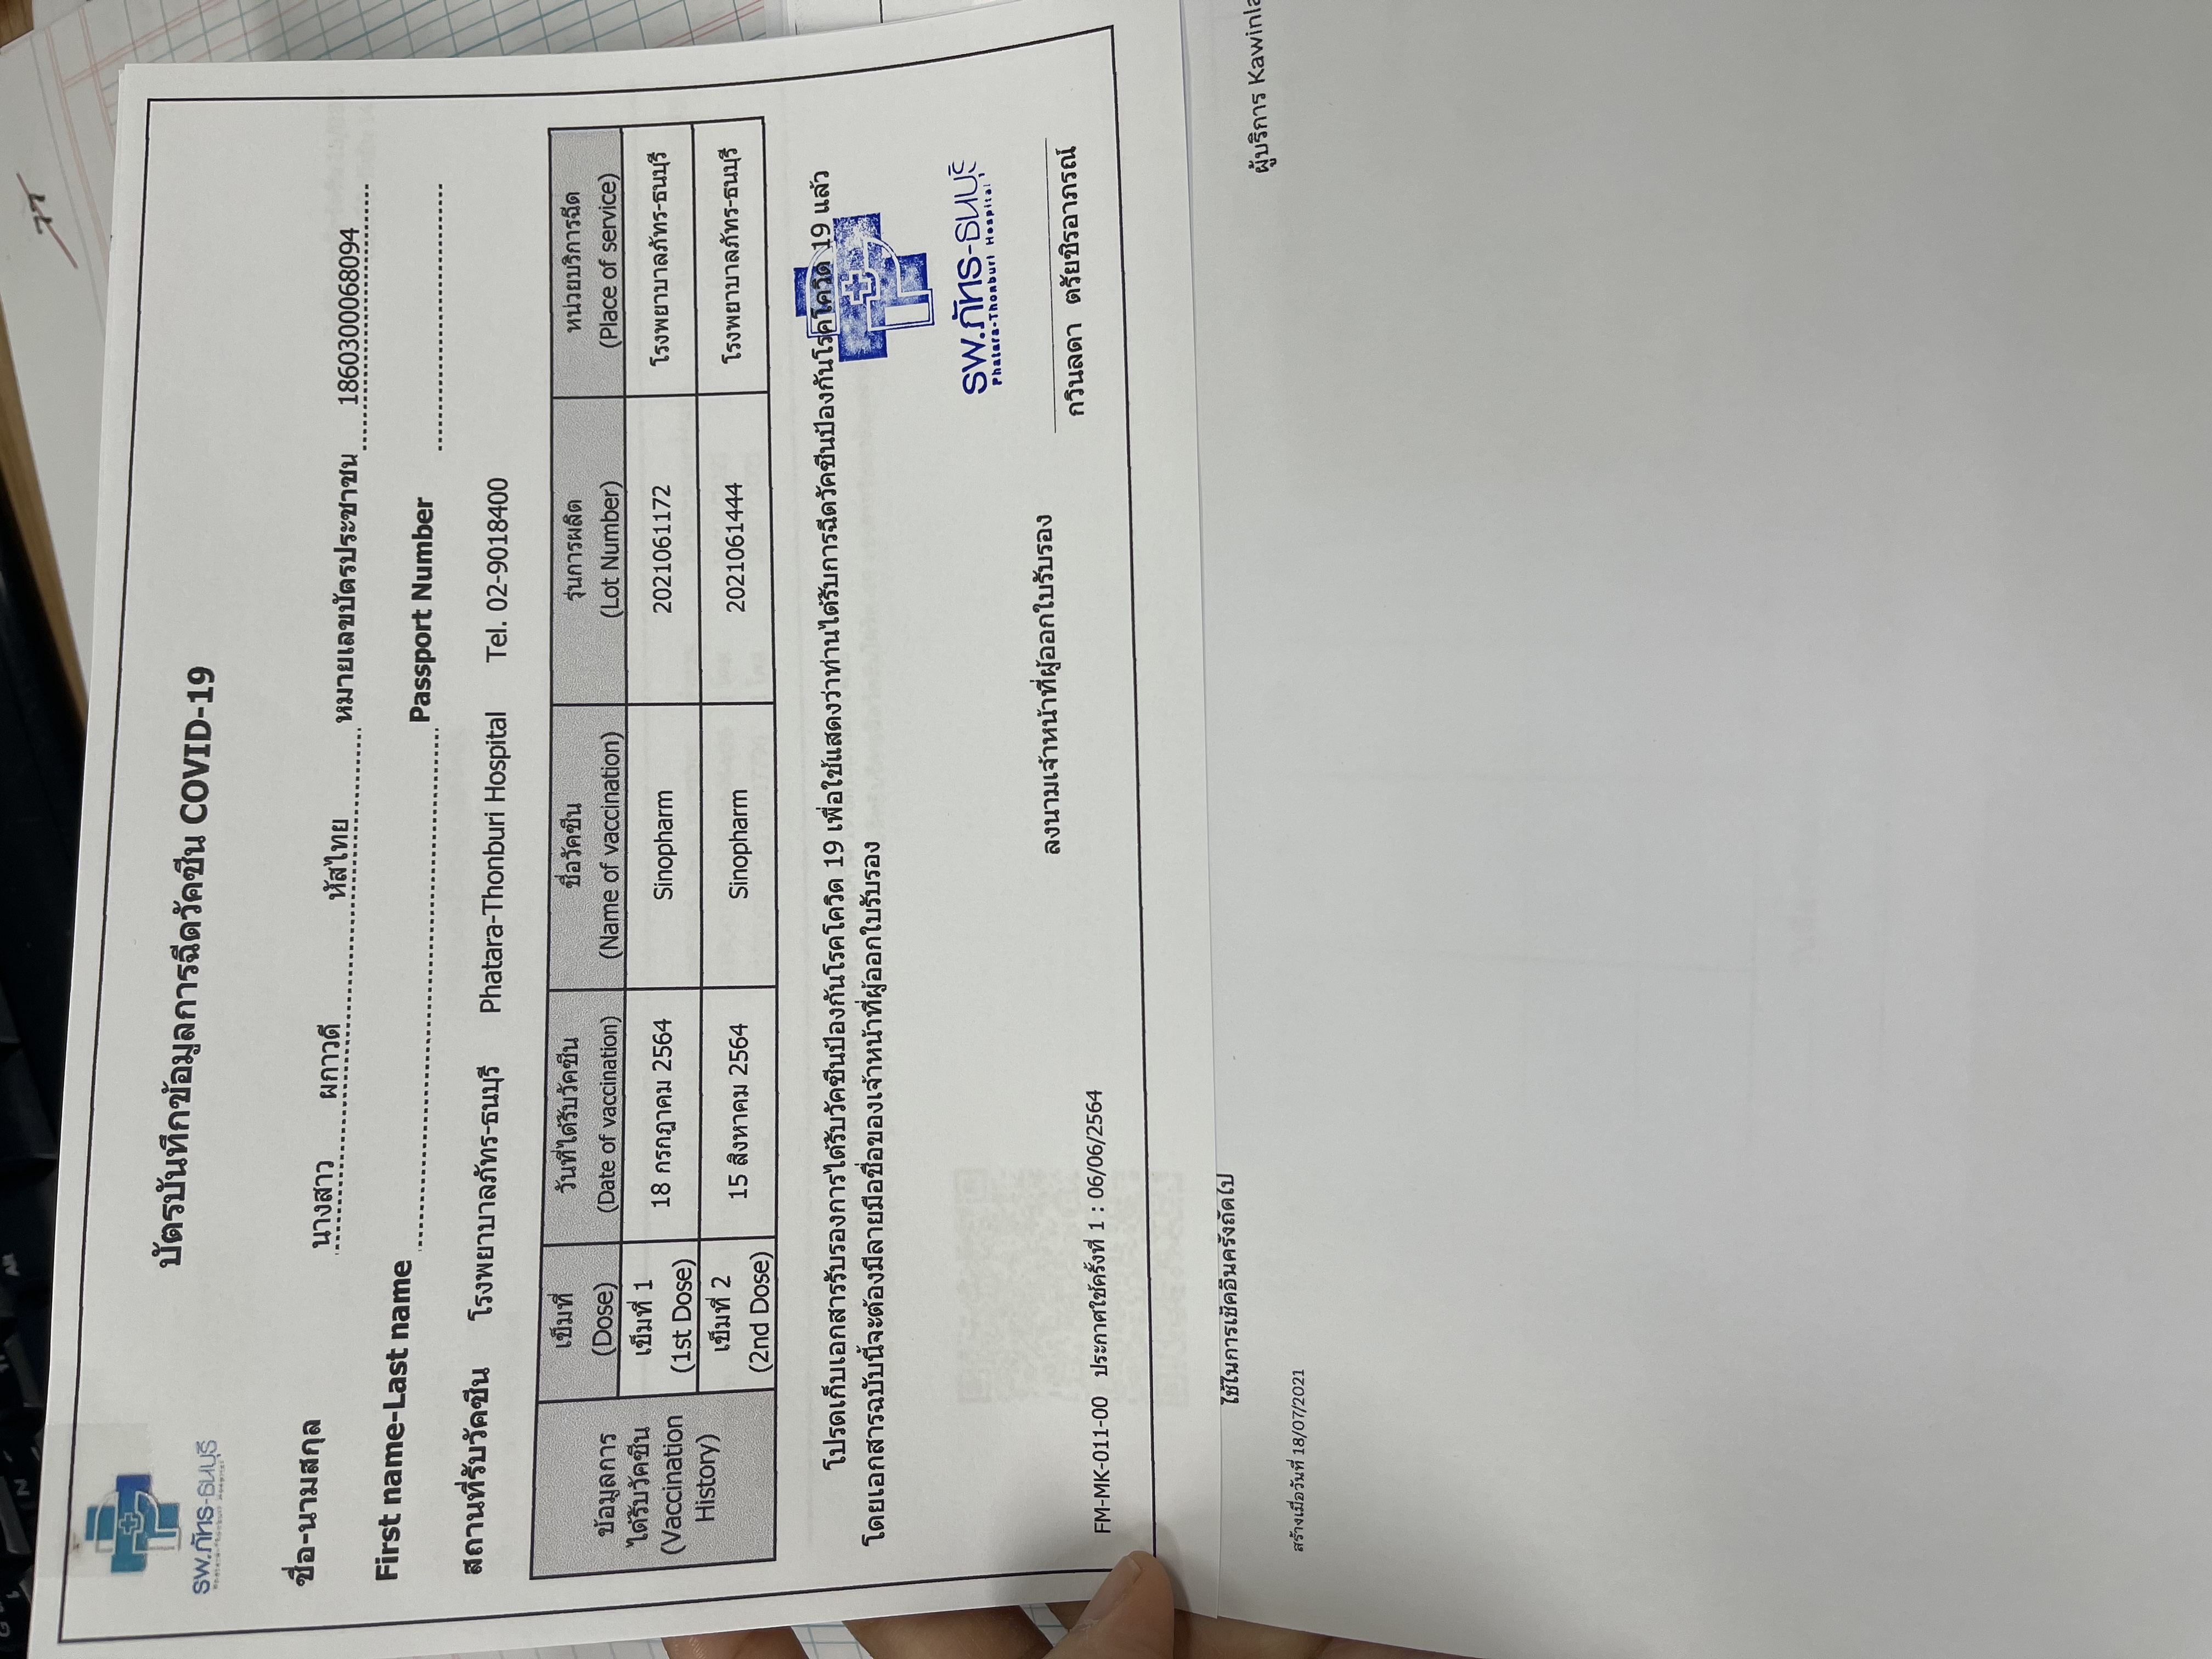 77
รพ.ภัทร-ธนบุรี
Phatara-Thonburi Hospital
บัตรบันทึกข้อมูลการฉีดวัคซีน COVID-19
ชื่อ-นามสกุล นางสาว ผกาวดี หัสไทย หมายเลขบัตรประชาชน 1860300068094
First name-Last name Passport Number
สถานที่รับวัคซีน โรงพยาบาลภัทร-ธนบุรี Phatara-Thonburi Hospital Tel. 02-9018400
ข้อมูลการ
ได้รับวัคซีน
(Vaccination
History)
เข็มที่ วันที่ได้รับวัคซีน ชื่อวัคซีน รุ่นการผลิต หน่วยบริการฉีด
(Dose) (Date of vaccination) (Name of vaccination) (Lot Number) (Place of service)
เข็มที่ 1
(1st Dose) 18 กรกฎาคม 2564 Sinopharm 2021061172 โรงพยาบาลภัทร-ธนบุรี
เข็มที่ 2
(2nd Dose) 15 สิงหาคม 2564 Sinopharm 2021061444 โรงพยาบาลภัทร-ธนบุรี
โปรดเก็บเอกสารรับรองการได้รับวัคซีนป้องกันโรคโควิด 19 เพื่อใช้แสดงว่าท่านได้รับการฉีดวัคซีนป้องกันโรคโควิด 19 แล้ว
โดยเอกสารฉบับนี้จะต้องมีลายมือชื่อของเจ้าหน้าที่ผู้ออกใบรับรอง
รพ.ภัทร-ธนบุรี
Phatara-Thonburi Hospital
ลงนามเจ้าหน้าที่ผู้ออกใบรับรอง
กวินลดา ตรัยชิรอาภรณ์
FM-MK-011-00 ประกาศใช้ครั้งที่ 1 : 06/06/2564
ใช้ในการเช็คอินครั้งถัดไป
ผู้บริการ Kawinla
สร้างเมื่อวันที่ 18/07/2021